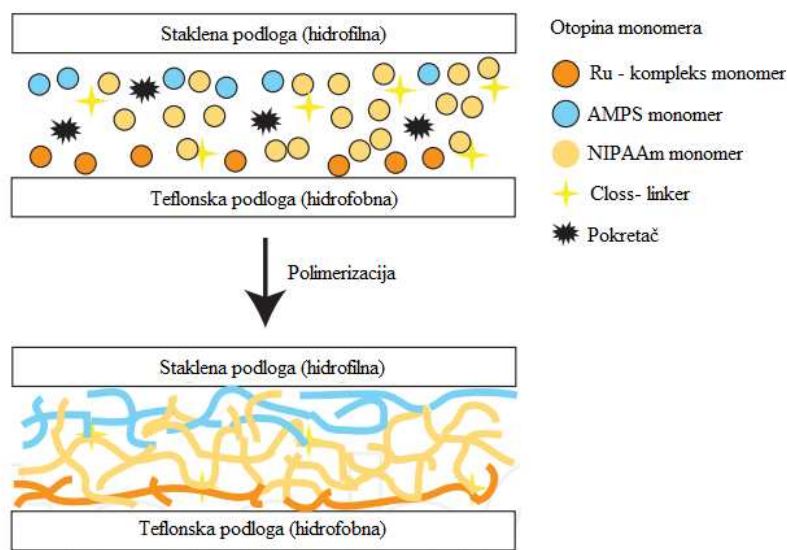 Staklena podloga (hidrofilna)
Teflonska podloga (hidrofobna)
Polimerizacija
Staklena podloga (hidrofilna)
Teflonska podloga (hidrofobna)
Otopina monomera
Ru - kompleks monomer
AMPS monomer
NIPAAm monomer
Closs- linker
Pokretač